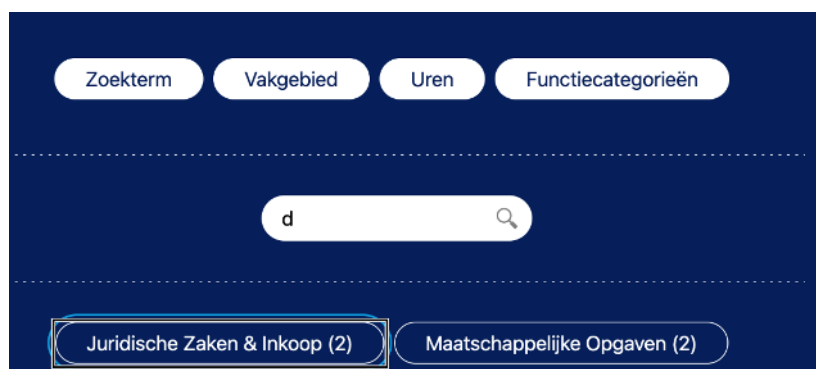 Zoekterm Vakgebied Uren Functiecategorieën
d
Juridische Zaken & Inkoop (2) Maatschappelijke Opgaven (2)